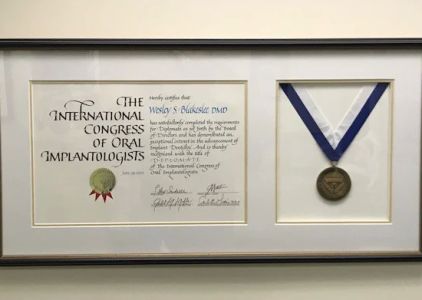 THE
INTERNATIONAL
CONGRESS
OF ORAL
IMPLANTOLOGISTS
Hereby certifies that
Wesley S. Blakeslee DMD
has satisfactorily completed the requirements
for Diplomate as set forth by the Board
of Directors and has demonstrated an
exceptional interest in the advancement of
Implant Dentistry. And is hereby
recognized with the title of
DIPLOMATE
of The International Congress of
Oral Implantologists